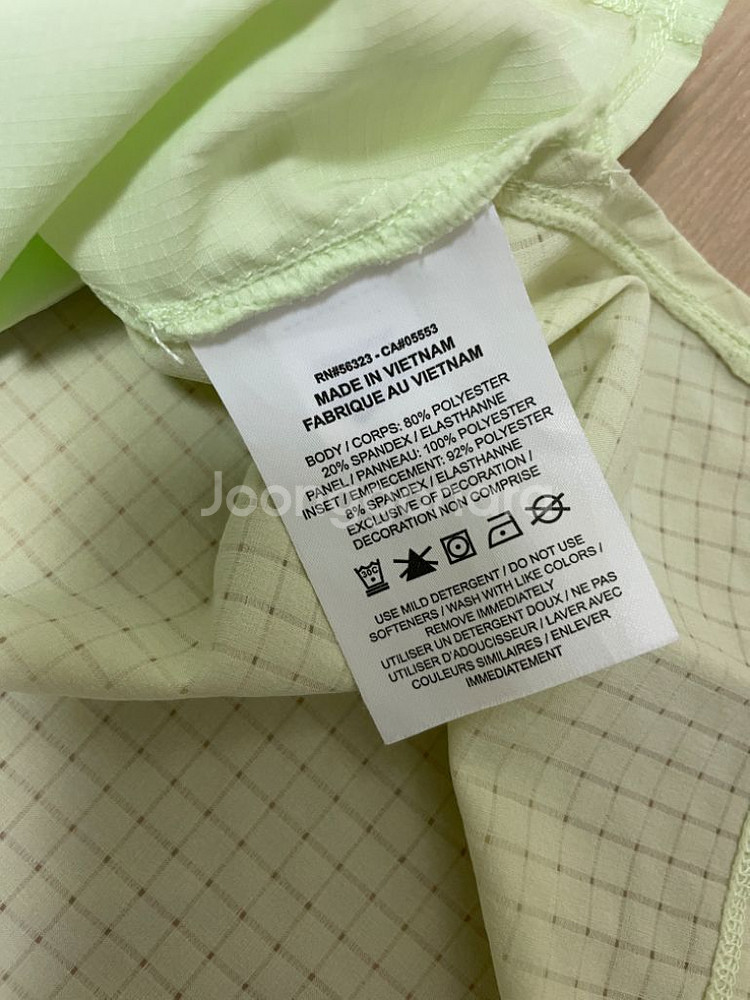 RN#56323 - CA#05553
MADE IN VIETNAM
FABRIQUE AU VIETNAM
BODY / CORPS: 80% POLYESTER
20% SPANDEX / ELASTHANNE
PANEL / PANNEAU: 100% POLYESTER
INSET / EMPIECEMENT: 92% POLYESTER
8% SPANDEX / ELASTHANNE
EXCLUSIVE OF DECORATION /
DECORATION NON COMPRISE
30C
USE MILD DETERGENT / DO NOT USE
SOFTENERS / WASH WITH LIKE COLORS /
REMOVE IMMEDIATELY
UTILISER UN DETERGENT DOUX / NE PAS
UTILISER D'ADOUCISSEUR / LAVER AVEC
COULEURS SIMILAIRES / ENLEVER
IMMEDIATEMENT